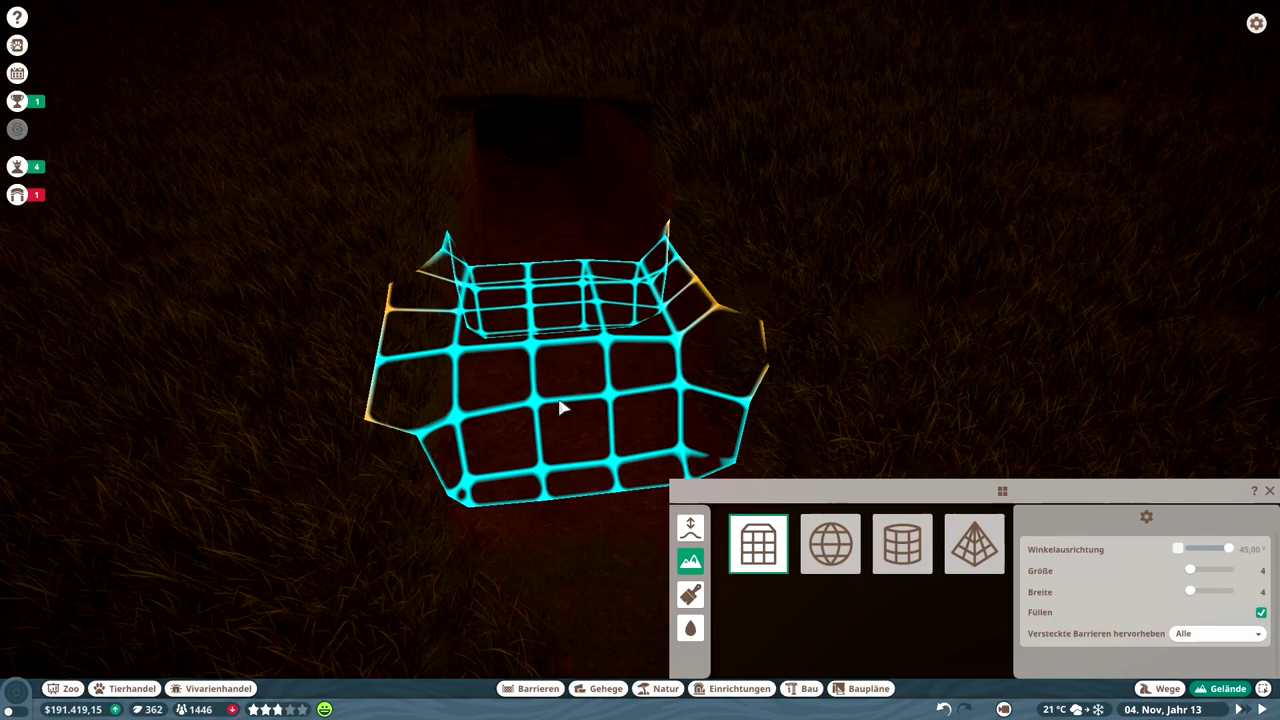 ?
1
4
1
? ×
Winkelausrichtung 45,00 °
Größe 4
Breite 4
Füllen
Versteckte Barrieren hervorheben Alle
Zoo Tierhandel Vivarienhandel Barrieren Gehege Natur Einrichtungen Bau Baupläne Wege Gelände
$191.419,15 362 1446 21 °C 04. Nov, Jahr 13